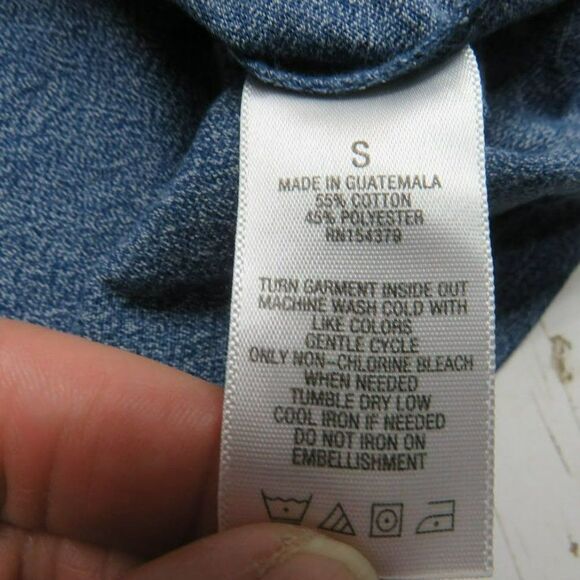 S
MADE IN GUATEMALA
55% COTTON
45% POLYESTER
RN154379
TURN GARMENT INSIDE OUT
MACHINE WASH COLD WITH
LIKE COLORS
GENTLE CYCLE
ONLY NON-CHLORINE BLEACH
WHEN NEEDED
TUMBLE DRY LOW
COOL IRON IF NEEDED
DO NOT IRON ON
EMBELLISHMENT